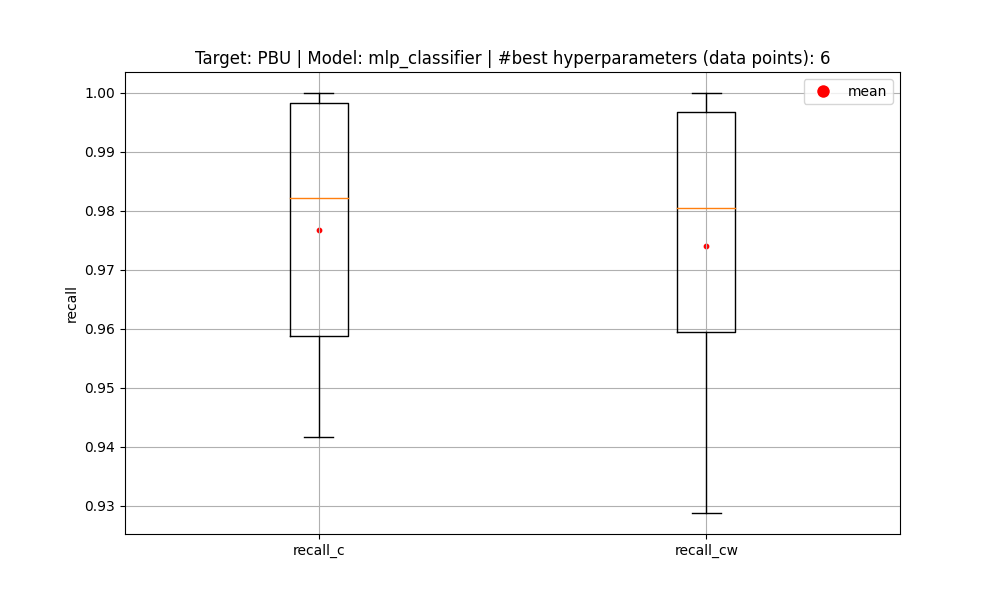 Target: PBU | Model: mlp_classifier | #best hyperparameters (data points): 6
mean
1.00
0.99
0.98
0.97
0.96
0.95
0.94
0.93
recall
recall_c
recall_cw